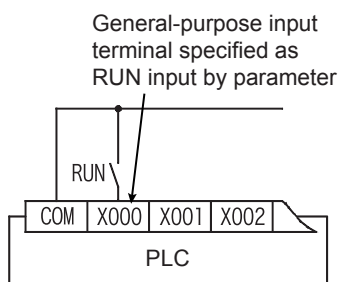 General-purpose input
terminal specified as
RUN input by parameter
RUN
COM X000 X001 X002
PLC